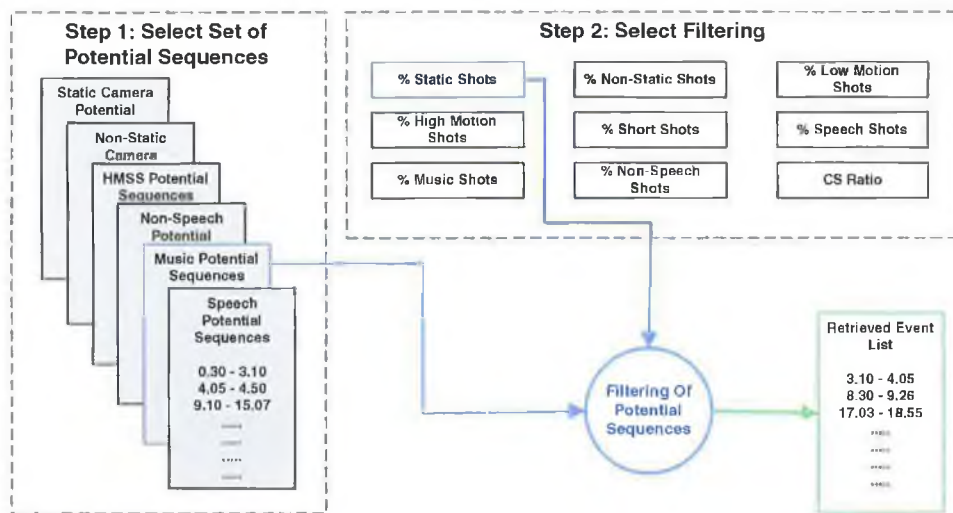 Step 1: Select Set of
Potential Sequences
Static Camera
Potential
Non-Static
Camera
HMSS Potential
Sequences
Non-Speech
Potential
Music Potential
Sequences
Speech
Potential
Sequences
0.30 - 3.10
4.05 - 4.50
9.10 - 15.07
.....
.....
.....
.....
Step 2: Select Filtering
% Static Shots
% Non-Static Shots
% Low Motion
Shots
% High Motion
Shots
% Short Shots
% Speech Shots
% Music Shots
% Non-Speech
Shots
CS Ratio
Filtering Of
Potential
Sequences
Retrieved Event
List
3.10 - 4.05
8.30 - 9.26
17.03 - 18.55
.....
.....
.....
.....